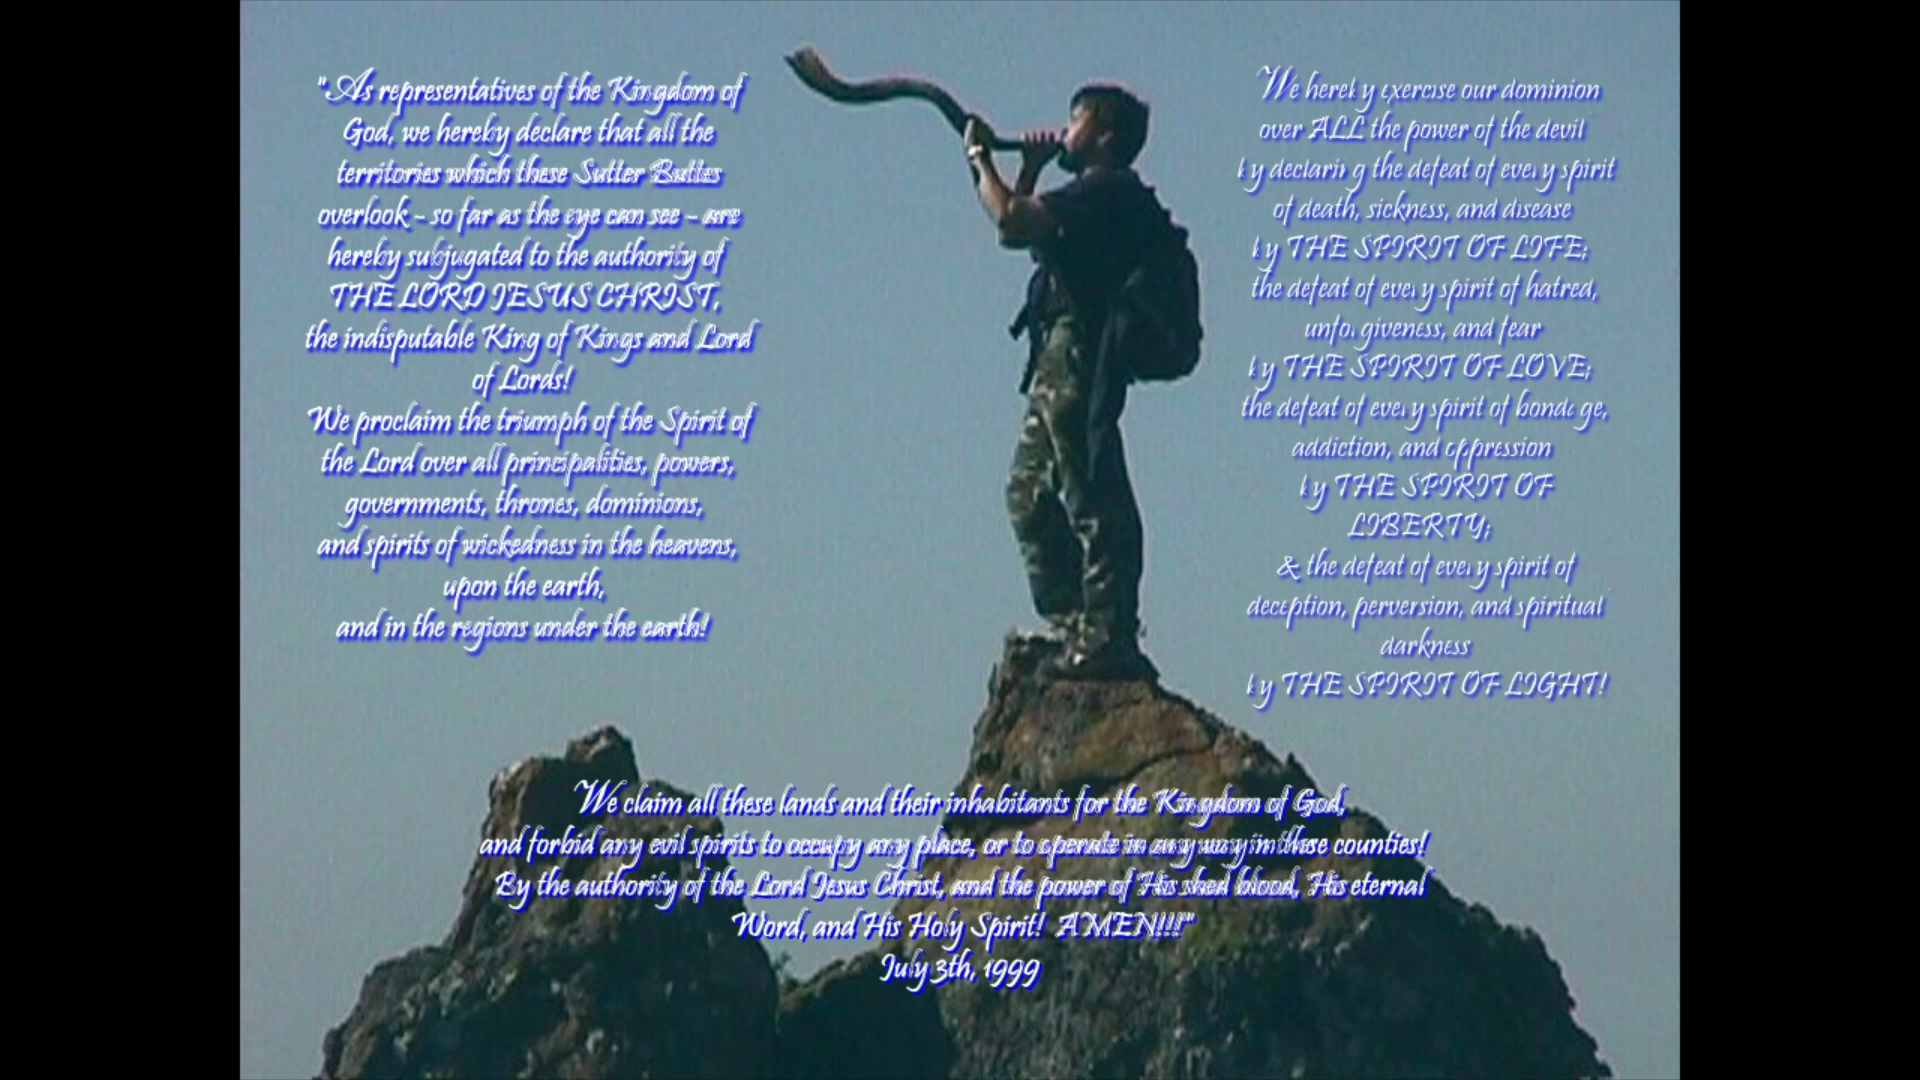 "As representatives of the Kingdom of
God, we hereby declare that all the
territories which these Sutter Buttes
overlook - so far as the eye can see - are
hereby subjugated to the authority of
THE LORD JESUS CHRIST,
the indisputable King of Kings and Lord
of Lords!
We proclaim the triumph of the Spirit of
the Lord over all principalities, powers,
governments, thrones, dominions,
and spirits of wickedness in the heavens,
upon the earth,
and in the regions under the earth!
We hereby exercise our dominion
over ALL the power of the devil
by declaring the defeat of every spirit
of death, sickness, and disease
by THE SPIRIT OF LIFE;
the defeat of every spirit of hatred,
unforgiveness, and fear
by THE SPIRIT OF LOVE;
the defeat of every spirit of bondage,
addiction, and oppression
by THE SPIRIT OF
LIBERTY;
& the defeat of every spirit of
deception, perversion, and spiritual
darkness
by THE SPIRIT OF LIGHT!
We claim all these lands and their inhabitants for the Kingdom of God,
and forbid any evil spirits to occupy any place, or to operate in any way in these counties!
By the authority of the Lord Jesus Christ, and the power of His shed blood, His eternal
Word, and His Holy Spirit! AMEN!!!"
July 3th, 1999